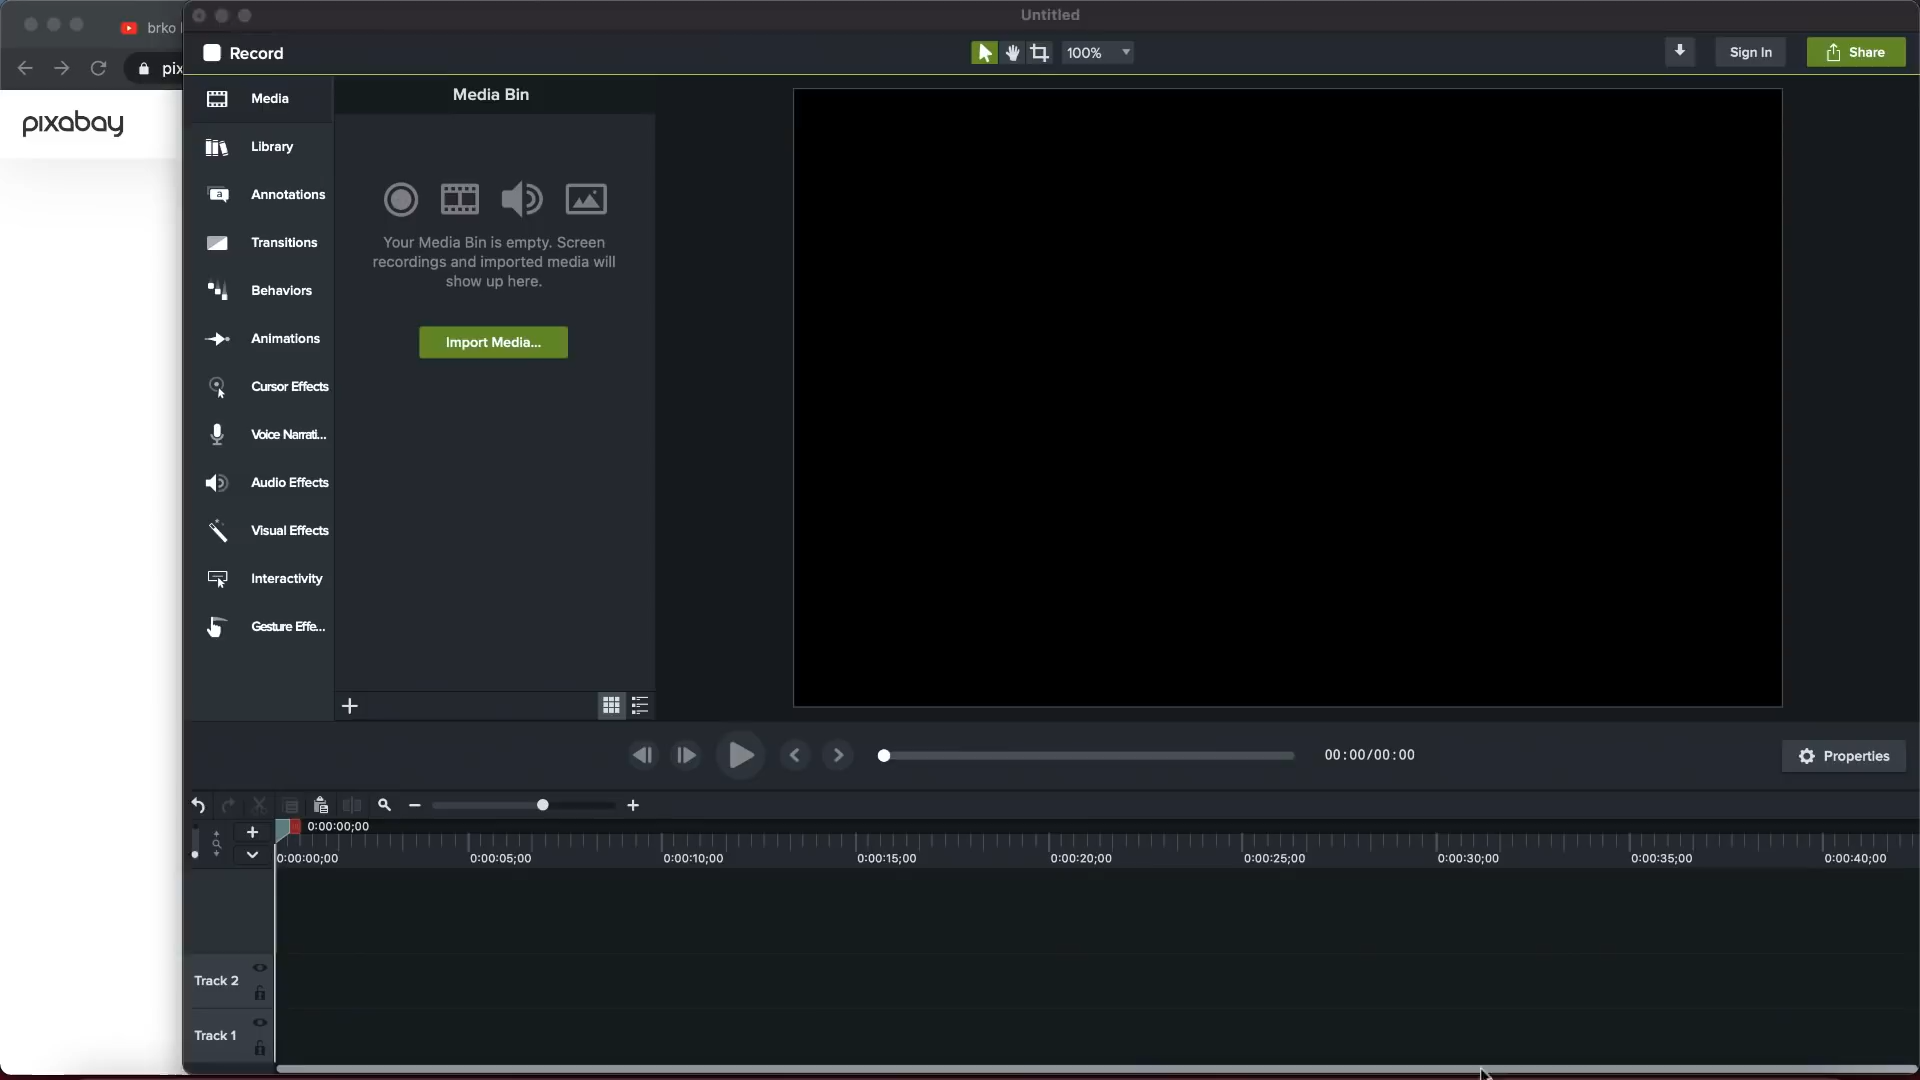 brko
pix
pixabay
Untitled
Record
100%
Sign In
Share
Media
Library
Annotations
Transitions
Behaviors
Animations
Cursor Effects
Voice Narrati...
Audio Effects
Visual Effects
Interactivity
Gesture Effe...
Media Bin
Your Media Bin is empty. Screen
recordings and imported media will
show up here.
Import Media...
00:00/00:00
Properties
0:00:00;00
0:00:00;00 0:00:05;00 0:00:10;00 0:00:15;00 0:00:20;00 0:00:25;00 0:00:30;00 0:00:35;00 0:00:40;00
Track 2
Track 1